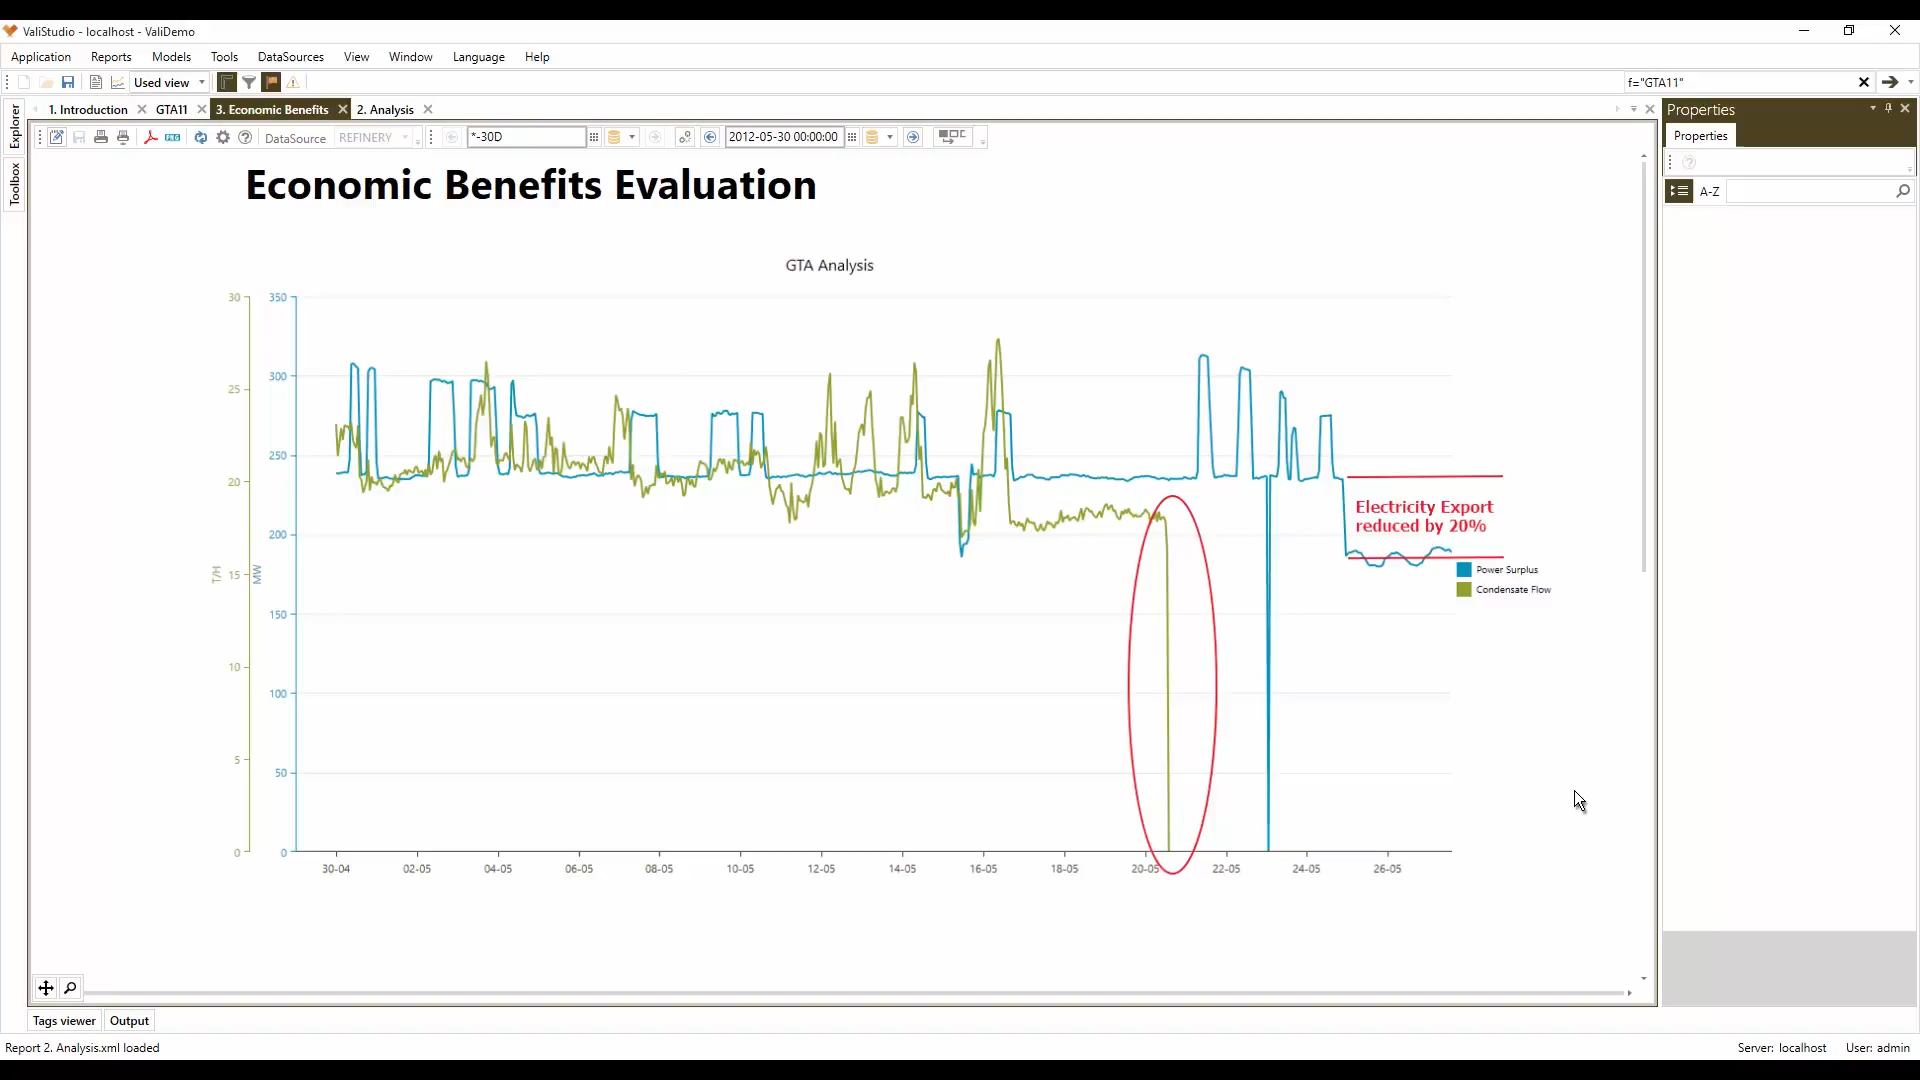 ValiStudio - localhost - ValiDemo
Application Reports Models Tools DataSources View Window Language Help
Used view f="GTA11"
1. Introduction GTA11 3. Economic Benefits 2. Analysis
Properties
Explorer
Toolbox
PNG DataSource REFINERY *-30D 2012-05-30 00:00:00
Properties
A-Z
Economic Benefits Evaluation
GTA Analysis
30 350
300
25
250
20
200
15
150
10
100
5
50
0 0
T/H
MW
Electricity Export
reduced by 20%
Power Surplus
Condensate Flow
30-04 02-05 04-05 06-05 08-05 10-05 12-05 14-05 16-05 18-05 20-05 22-05 24-05 26-05
Tags viewer Output
Report 2. Analysis.xml loaded
Server: localhost User: admin